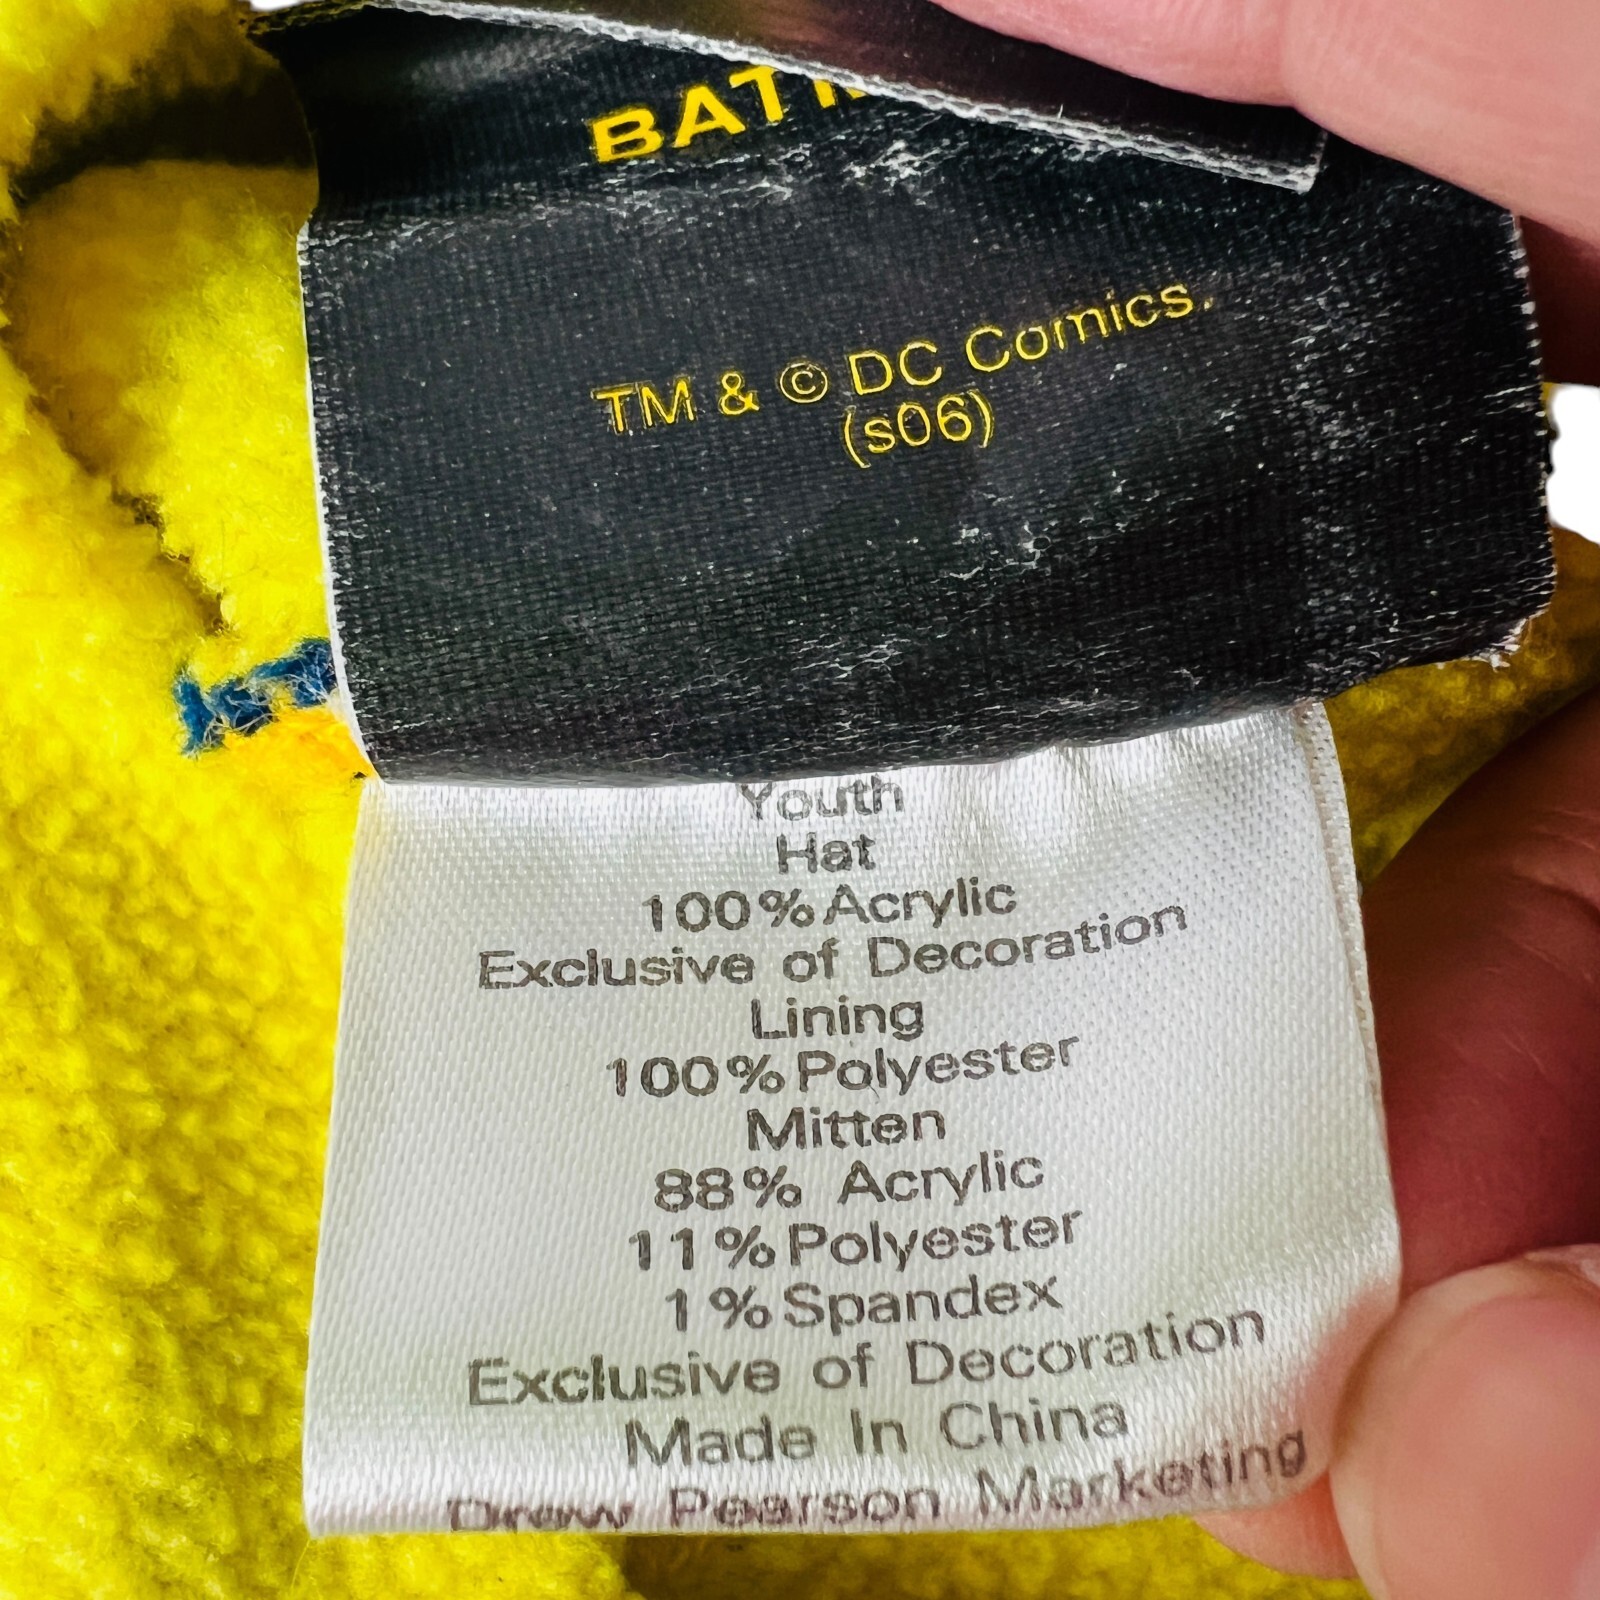 BAT
TM & © DC Comics.
(s06)
Youth
Hat
100% Acrylic
Exclusive of Decoration
Lining
100% Polyester
Mitten
88% Acrylic
11% Polyester
1% Spandex
Exclusive of Decoration
Made In China
Drew Pearson Marketing